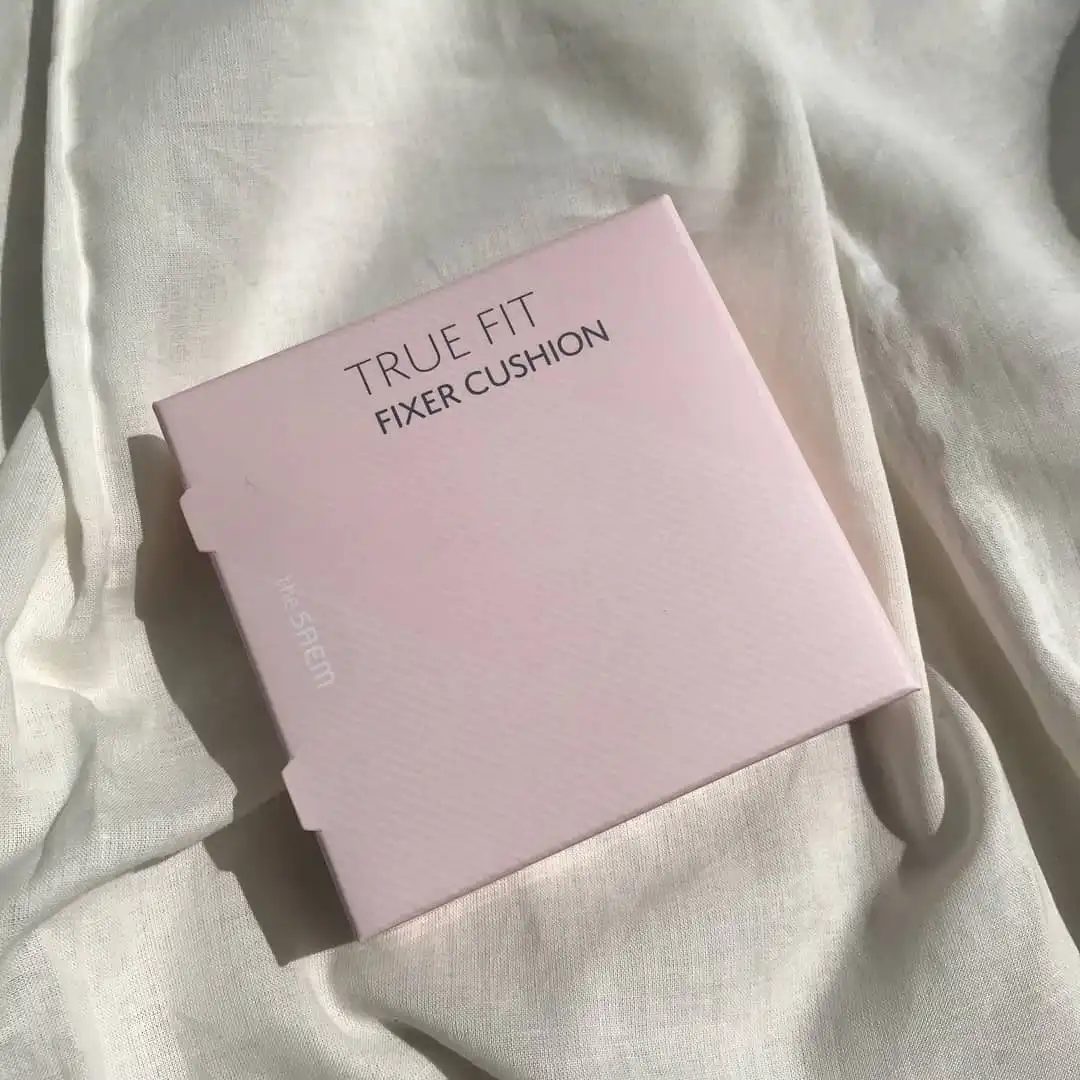 TRUE FIT
FIXER CUSHION
the SAEM